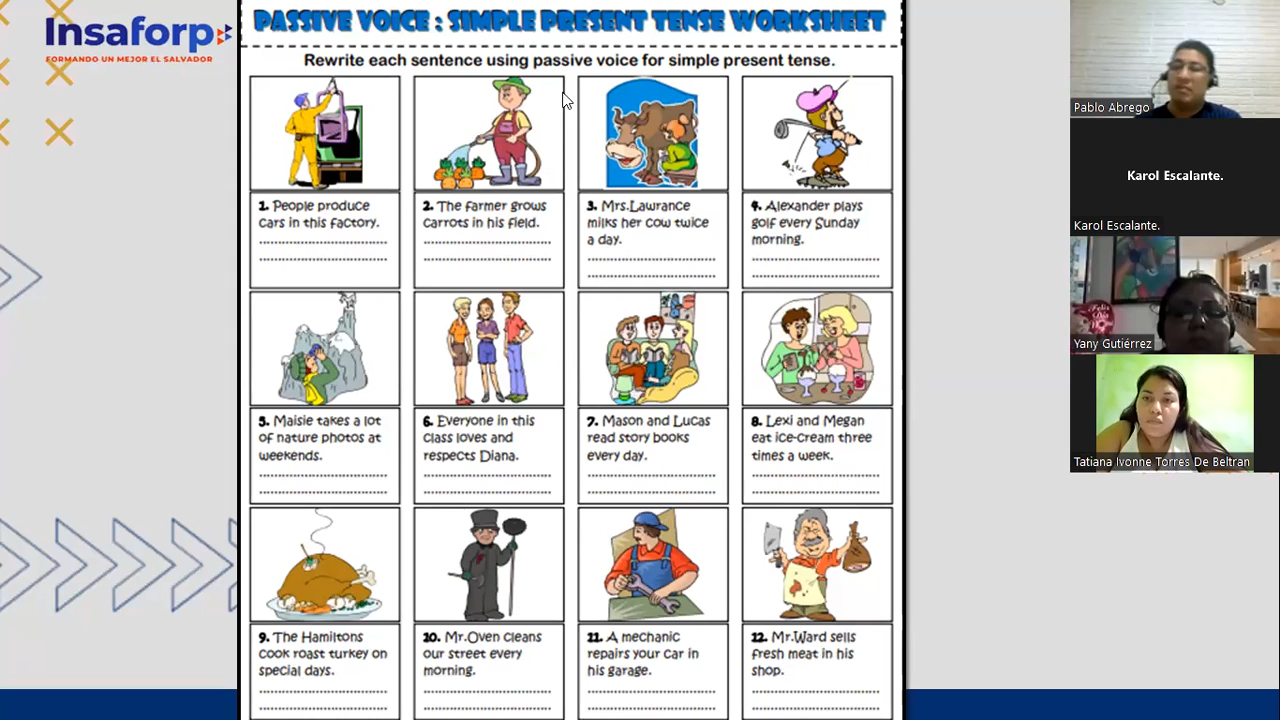 Insaforp
FORMANDO UN MEJOR EL SALVADOR
PASSIVE VOICE : SIMPLE PRESENT TENSE WORKSHEET
Rewrite each sentence using passive voice for simple present tense.
1. People produce
cars in this factory.
2. The farmer grows
carrots in his field.
3. Mrs.Lawrance
milks her cow twice
a day.
4. Alexander plays
golf every Sunday
morning.
5. Maisie takes a lot
of nature photos at
weekends.
6. Everyone in this
class loves and
respects Diana.
7. Mason and Lucas
read story books
every day.
8. Lexi and Megan
eat ice-cream three
times a week.
9. The Hamiltons
cook roast turkey on
special days.
10. Mr.Oven cleans
our street every
morning.
11. A mechanic
repairs your car in
his garage.
12. Mr.Ward sells
fresh meat in his
shop.
Pablo Abrego
Karol Escalante.
Karol Escalante.
Feliz
Día
Yany Gutiérrez
Tatiana Ivonne Torres De Beltran